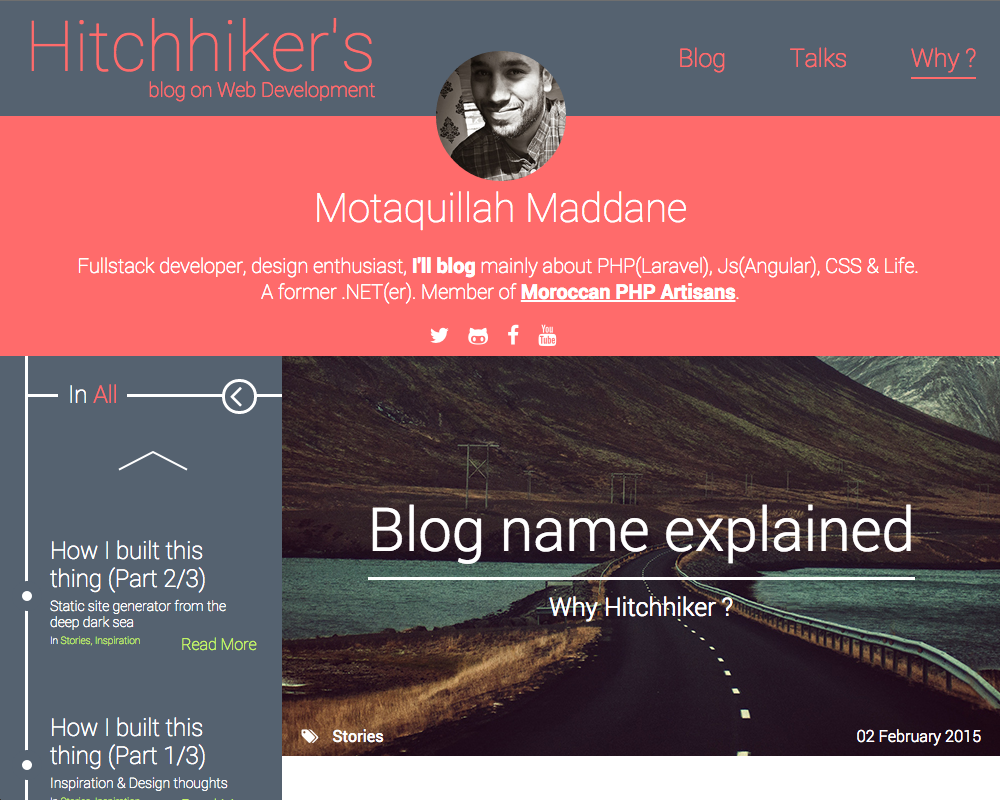 Hitchhiker's
blog on Web Development
Blog
Talks
Why ?
Motaquillah Maddane
Fullstack developer, design enthusiast, I'll blog mainly about PHP(Laravel), Js(Angular), CSS & Life.
A former .NET(er). Member of Moroccan PHP Artisans.
You
Tube
In All
How I built this
thing (Part 2/3)
Static site generator from the
deep dark sea
In Stories, Inspiration
Read More
How I built this
thing (Part 1/3)
Inspiration & Design thoughts
Blog name explained
Why Hitchhiker ?
Stories
02 February 2015